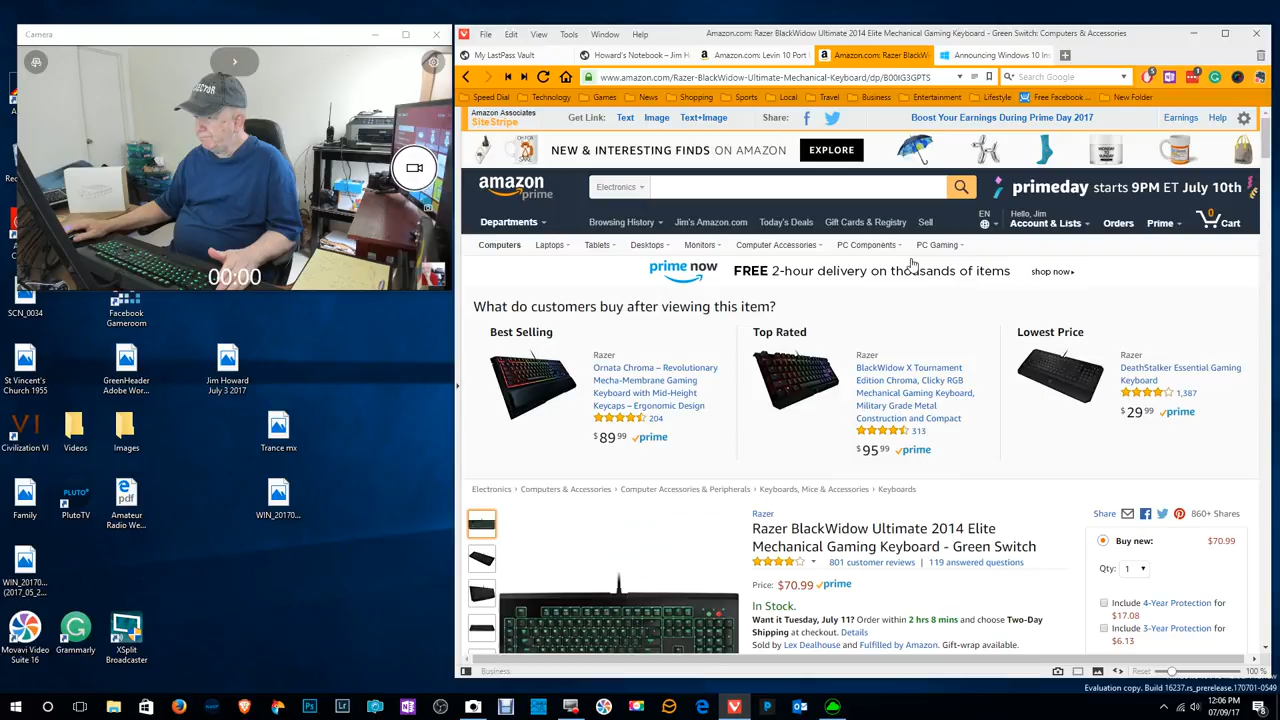 Camera
File Edit View Tools Window Help
Amazon.com: Razer BlackWidow Ultimate 2014 Elite Mechanical Gaming Keyboard - Green Switch: Computers & Accessories
My LastPass Vault
Howard's Notebook – Jim H
Amazon.com: Levin 10 Port
Amazon.com: Razer BlackW
Announcing Windows 10 Ins
www.amazon.com/Razer-BlackWidow-Ultimate-Mechanical-Keyboard/dp/B00IG3GPTS
Search Google
Speed Dial Technology Games News Shopping Sports Local Travel Business Entertainment Lifestyle Free Facebook ... New Folder
Amazon Associates
SiteStripe
Get Link: Text Image Text+Image
Share:
Boost Your Earnings During Prime Day 2017
Earnings Help
NEW & INTERESTING FINDS ON AMAZON
EXPLORE
amazon
prime
Electronics
primeday starts 9PM ET July 10th
Departments
Browsing History Jim's Amazon.com Today's Deals Gift Cards & Registry Sell
EN
Hello, Jim
Account & Lists
Orders
Prime
0
Cart
Computers Laptops Tablets Desktops Monitors Computer Accessories PC Components PC Gaming
prime now
FREE 2-hour delivery on thousands of items
shop now
What do customers buy after viewing this item?
Best Selling
Razer
Ornata Chroma – Revolutionary
Mecha-Membrane Gaming
Keyboard with Mid-Height
Keycaps – Ergonomic Design
204
$89 99 prime
Top Rated
Razer
BlackWidow X Tournament
Edition Chroma, Clicky RGB
Mechanical Gaming Keyboard,
Military Grade Metal
Construction and Compact
313
$95 99 prime
Lowest Price
Razer
DeathStalker Essential Gaming
Keyboard
1,387
$29 99 prime
Electronics › Computers & Accessories › Computer Accessories & Peripherals › Keyboards, Mice & Accessories › Keyboards
Razer
Razer BlackWidow Ultimate 2014 Elite
Mechanical Gaming Keyboard - Green Switch
801 customer reviews | 119 answered questions
Price: $70.99 prime
In Stock.
Want it Tuesday, July 11? Order within 2 hrs 8 mins and choose Two-Day
Shipping at checkout. Details
Sold by Lex Dealhouse and Fulfilled by Amazon. Gift-wrap available.
Share
860+ Shares
Buy new: $70.99
Qty: 1
Include 4-Year Protection for
$17.08
Include 3-Year Protection for
$6.13
Business
Reset
100 %
00:00
SCN_0034
Facebook
Gameroom
St Vincent's
Church 1955
GreenHeader
Adobe Wor...
Jim Howard
July 3 2017
VI
Civilization VI
Videos
Images
Trance mx
Family
PLUTO
PlutoTV
pdf
Amateur
Radio We...
WIN_20170...
WIN_20170...
(2017_05_2...
Movavi Video
Suite 16
Grammarly
XSplit
Broadcaster
Evaluation copy. Build 16237.rs_prerelease.170701-0549
12:06 PM
07/09/17